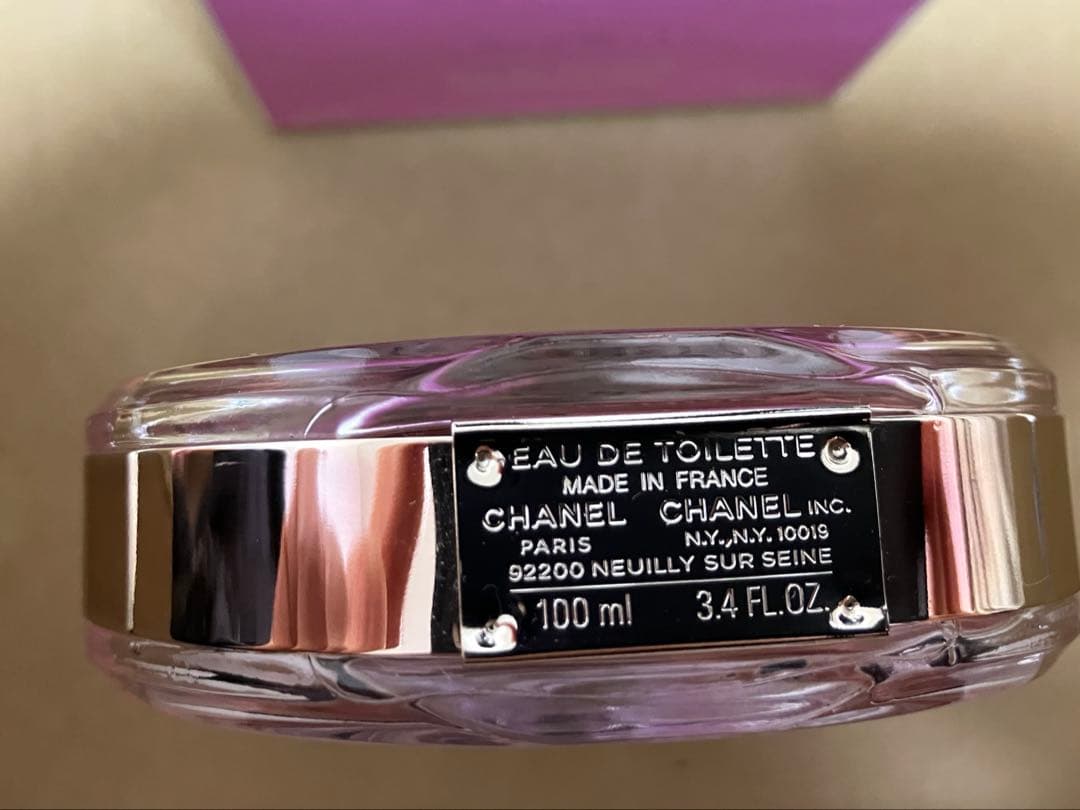 EAU DE TOILETTE
MADE IN FRANCE
CHANEL CHANEL INC.
PARIS N.Y.,N.Y. 10019
92200 NEUILLY SUR SEINE
100 ml 3.4 FL.OZ.